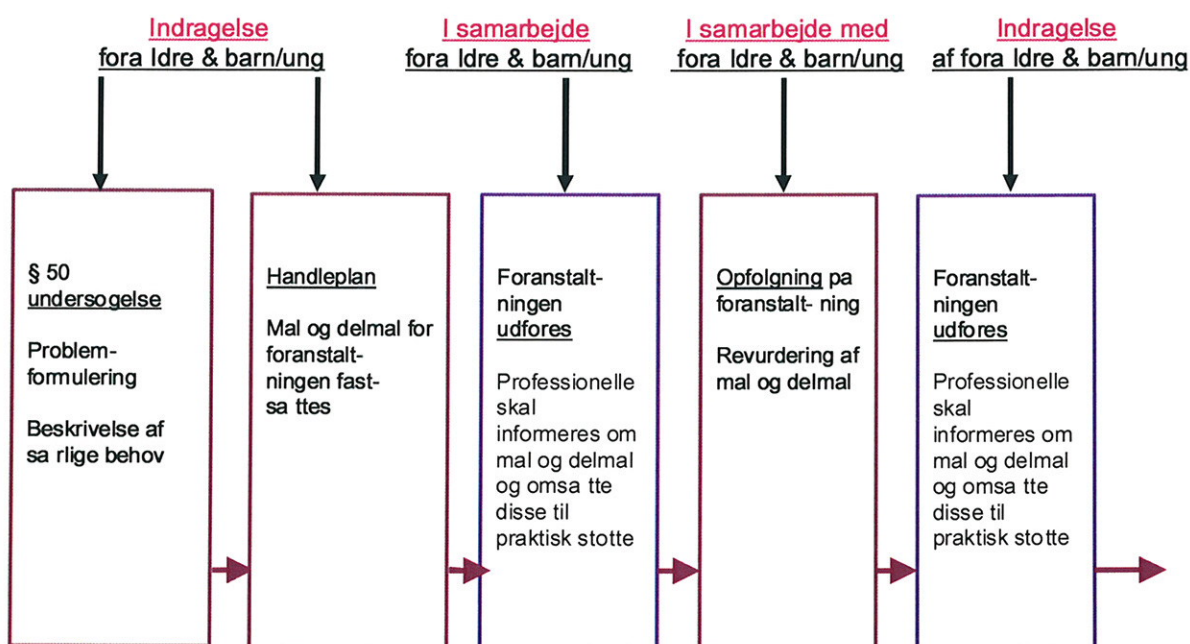 Indragelse
fora ldre & barn/ung
I samarbejde
fora ldre & barn/ung
I samarbejde med
fora ldre & barn/ung
Indragelse
af fora ldre & barn/ung
§ 50
undersogelse
Problem-
formulering
Beskrivelse af
sa rlige behov
Handleplan
Mal og delmal for
foranstalt-
ningen fast-
sa ttes
Foranstalt-
ningen
udfores
Professionelle
skal
informeres om
mal og delmal
og omsa tte
disse til
praktisk stotte
Opfolgning pa
foranstalt- ning
Revurdering af
mal og delmal
Foranstalt-
ningen
udfores
Professionelle
skal
informeres om
mal og delmal
og omsa tte
disse til
praktisk stotte